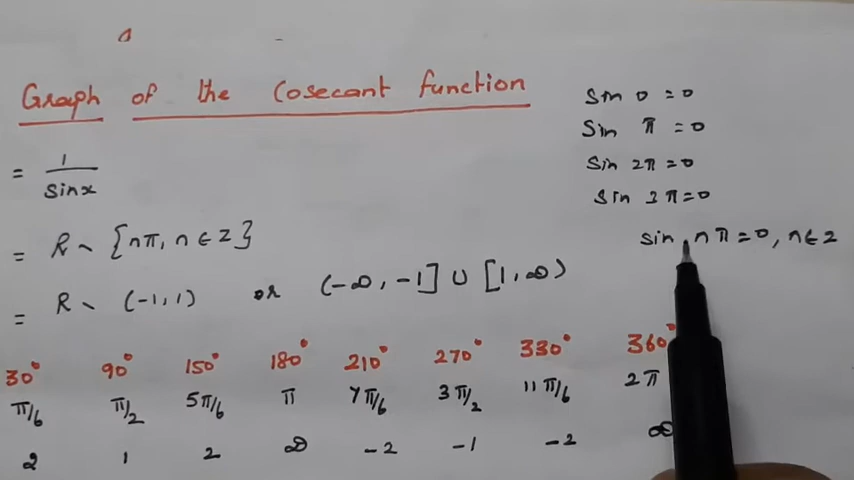 Graph of the Cosecant function
= 1/sinx
= R ∖ {nπ, n ∈ Z}
= R ∖ (-1, 1) or (-∞, -1] ∪ [1, ∞)
sin 0 = 0
sin π = 0
sin 2π = 0
sin 3π = 0
sin nπ = 0, n ∈ Z
30° 90° 150° 180° 210° 270° 330° 360°
π/6 π/2 5π/6 π 7π/6 3π/2 11π/6 2π
2 1 2 ∞ -2 -1 -2 ∞